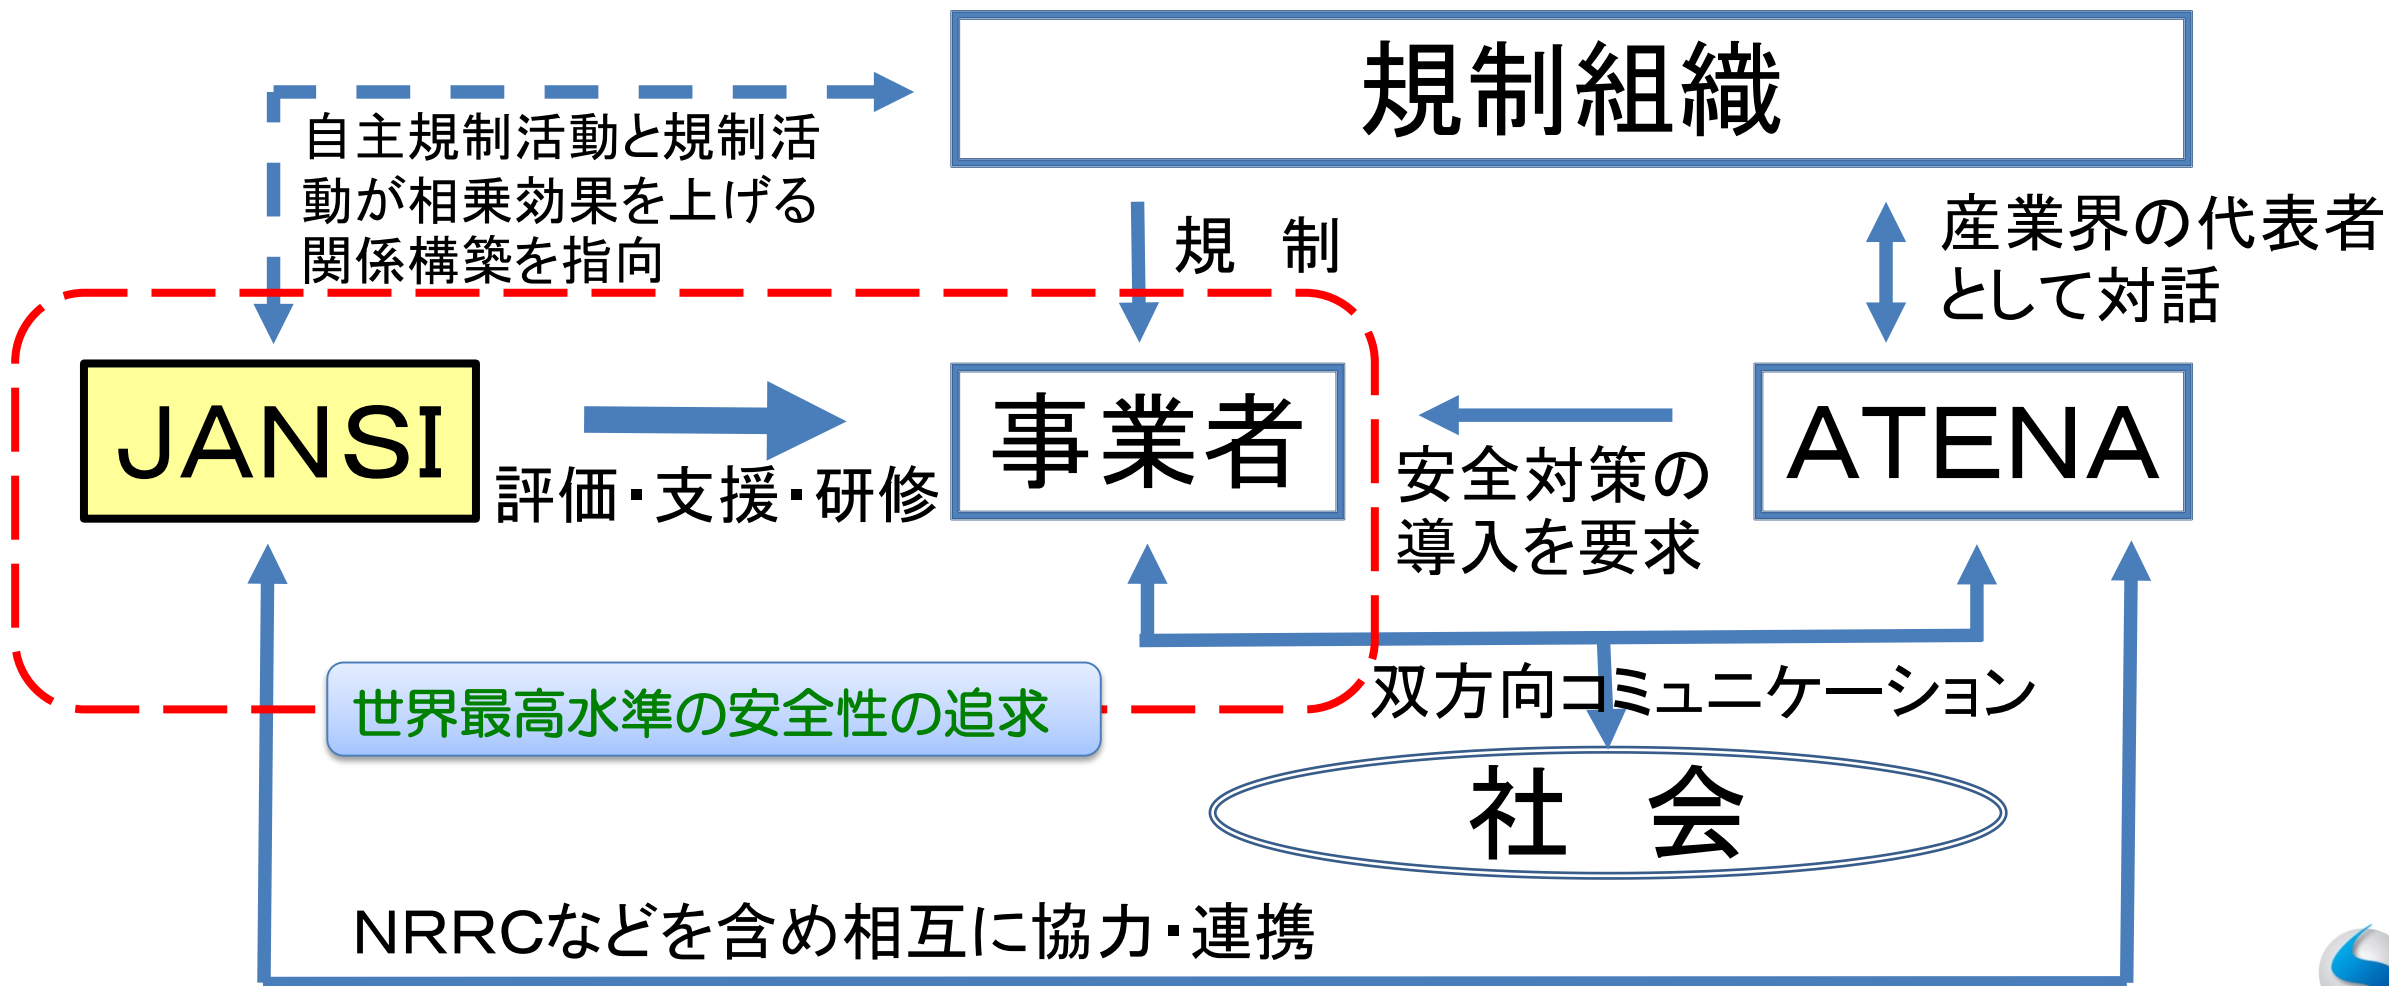 規制組織
自主規制活動と規制活
動が相乗効果を上げる
関係構築を指向
規　制
産業界の代表者
として対話
JANSI
評価・支援・研修
事業者
安全対策の
導入を要求
ATENA
世界最高水準の安全性の追求
双方向コミュニケーション
社　会
NRRCなどを含め相互に協力・連携